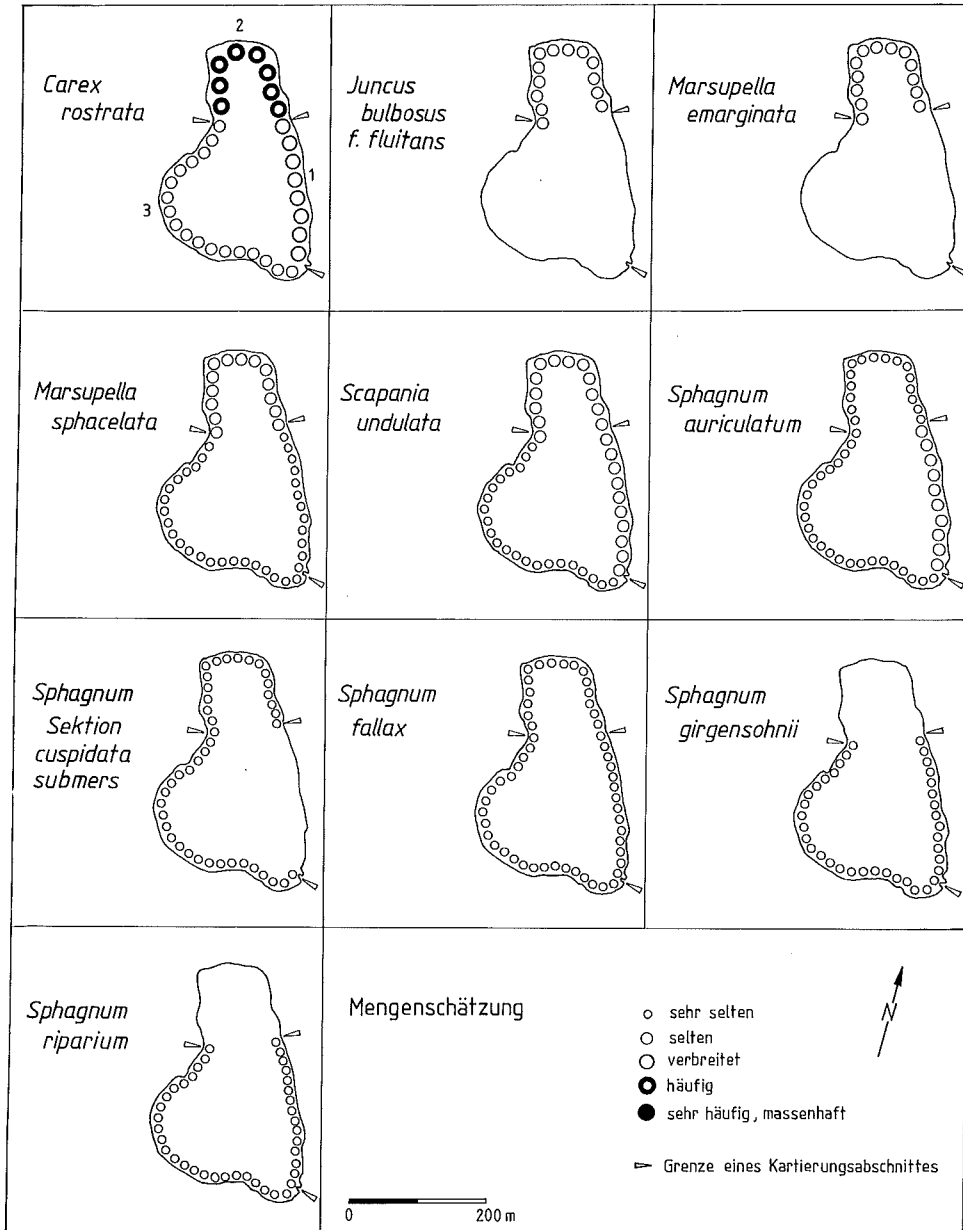 2
Carex
rostrata
1
3
Juncus
bulbosus
f. fluitans
Marsupella
emarginata
Marsupella
sphacelata
Scapania
undulata
Sphagnum
auriculatum
Sphagnum
Sektion
cuspidata
submers
Sphagnum
fallax
Sphagnum
girgensohnii
Sphagnum
riparium
Mengenschätzung
sehr selten
selten
verbreitet
häufig
sehr häufig, massenhaft
Grenze eines Kartierungsabschnittes
N
0 200 m